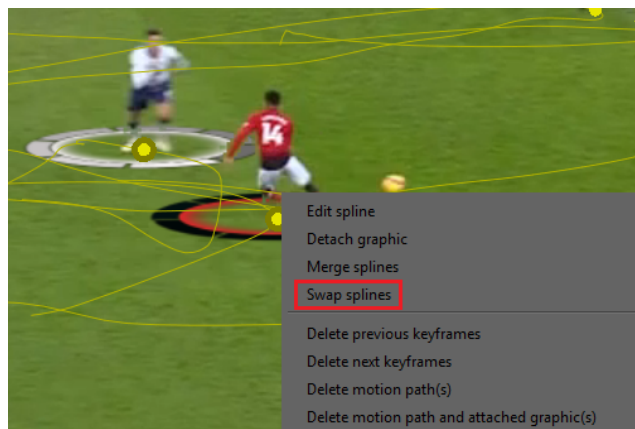 14
Edit spline
Detach graphic
Merge splines
Swap splines
Delete previous keyframes
Delete next keyframes
Delete motion path(s)
Delete motion path and attached graphic(s)